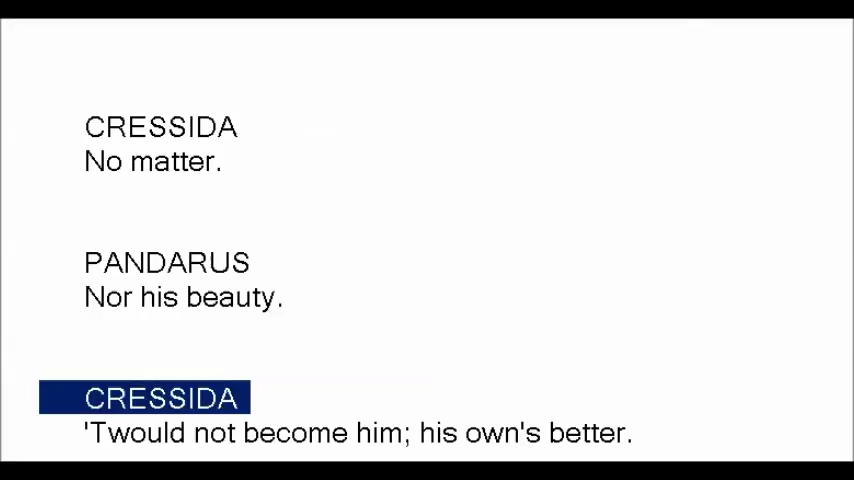 CRESSIDA
No matter.
PANDARUS
Nor his beauty.
CRESSIDA
'Twould not become him; his own's better.